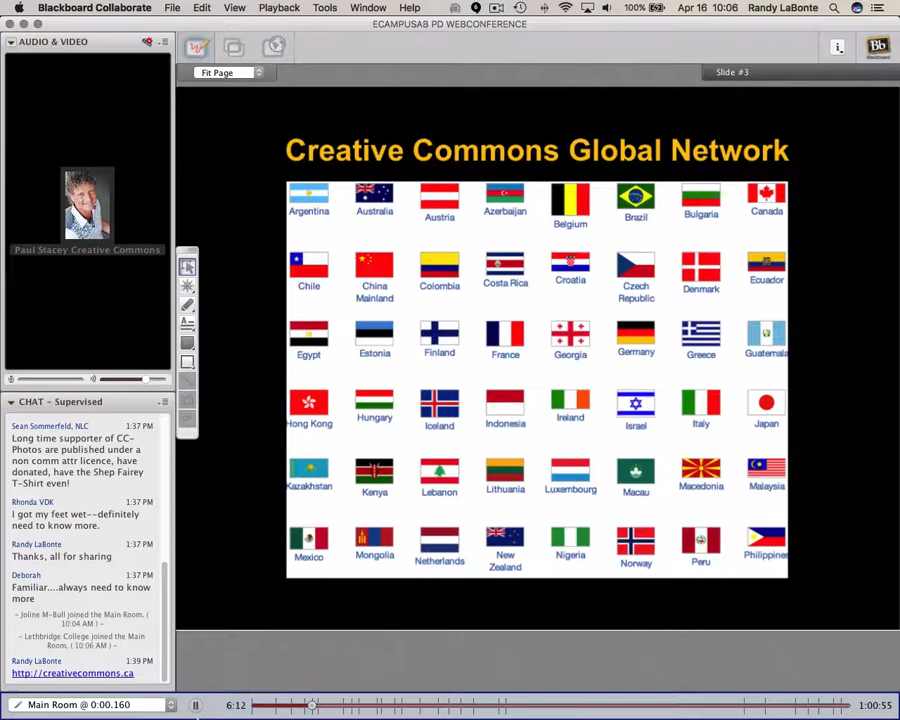 Blackboard Collaborate File Edit View Playback Tools Window Help 100% Apr 16 10:06 Randy LaBonte
ECAMPUSAB PD WEBCONFERENCE
AUDIO & VIDEO
Fit Page
i
Bb
Blackboard
Slide #3
Paul Stacey Creative Commons
Creative Commons Global Network
Argentina Australia Austria Azerbaijan Belgium Brazil Bulgaria Canada
Chile China Mainland Colombia Costa Rica Croatia Czech Republic Denmark Ecuador
Egypt Estonia Finland France Georgia Germany Greece Guatemala
Hong Kong Hungary Iceland Indonesia Ireland Israel Italy Japan
Kazakhstan Kenya Lebanon Lithuania Luxembourg Macau Macedonia Malaysia
Mexico Mongolia Netherlands New Zealand Nigeria Norway Peru Philippine
CHAT - Supervised
Sean Sommerfeld, NLC 1:37 PM
Long time supporter of CC-
Photos are published under a
non comm attr licence, have
donated, have the Shep Fairey
T-Shirt even!
Rhonda VDK 1:37 PM
I got my feet wet--definitely
need to know more.
Randy LaBonte 1:37 PM
Thanks, all for sharing
Deborah 1:37 PM
Familiar....always need to know
more
- Joline M-Bull joined the Main Room. (
10:04 AM ) -
- Lethbridge College joined the Main
Room. ( 10:06 AM ) -
Randy LaBonte 1:39 PM
http://creativecommons.ca
Main Room @ 0:00.160
6:12
1:00:55